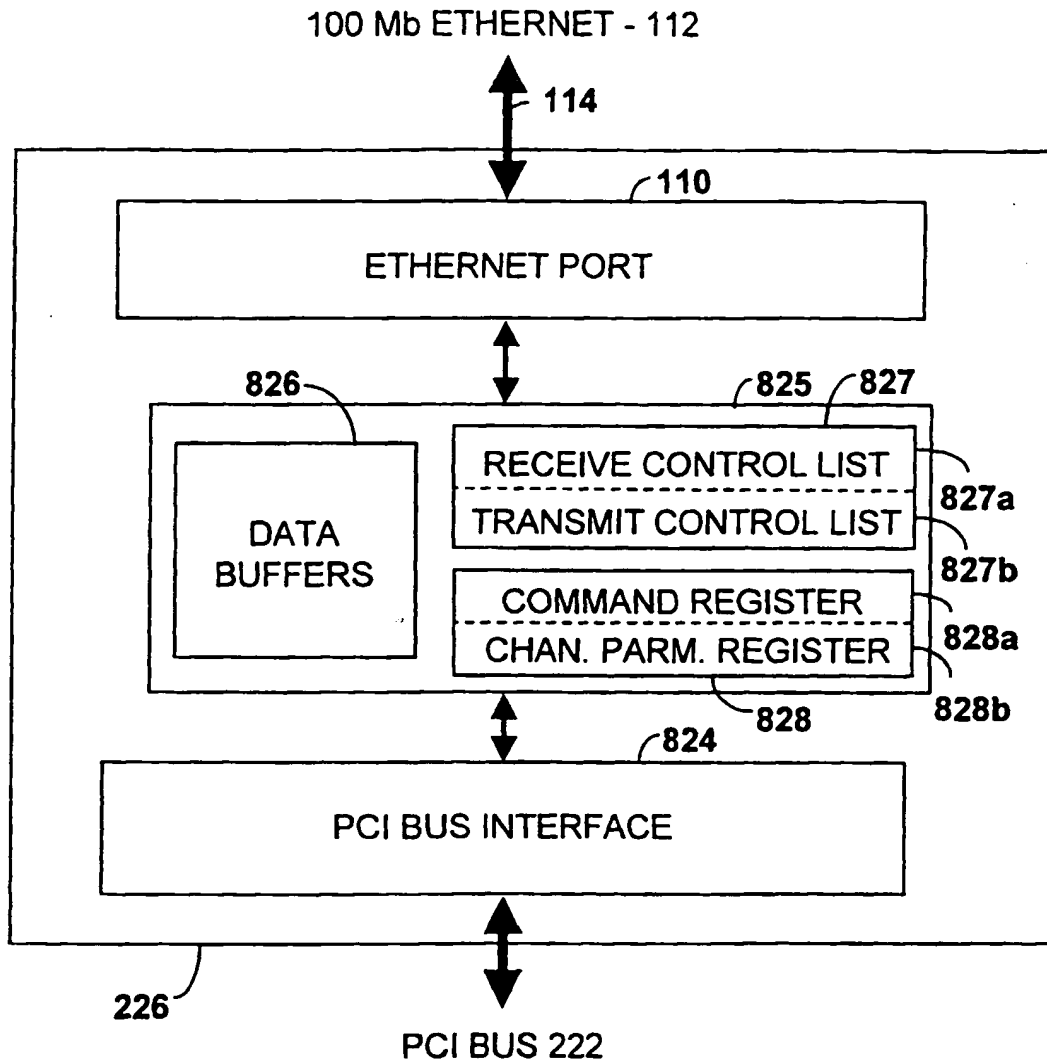 100 Mb ETHERNET - 112
114
110
ETHERNET PORT
826
825
827
DATA
BUFFERS
RECEIVE CONTROL LIST
827a
TRANSMIT CONTROL LIST
827b
COMMAND REGISTER
828a
CHAN. PARM. REGISTER
828b
828
824
PCI BUS INTERFACE
226
PCI BUS 222